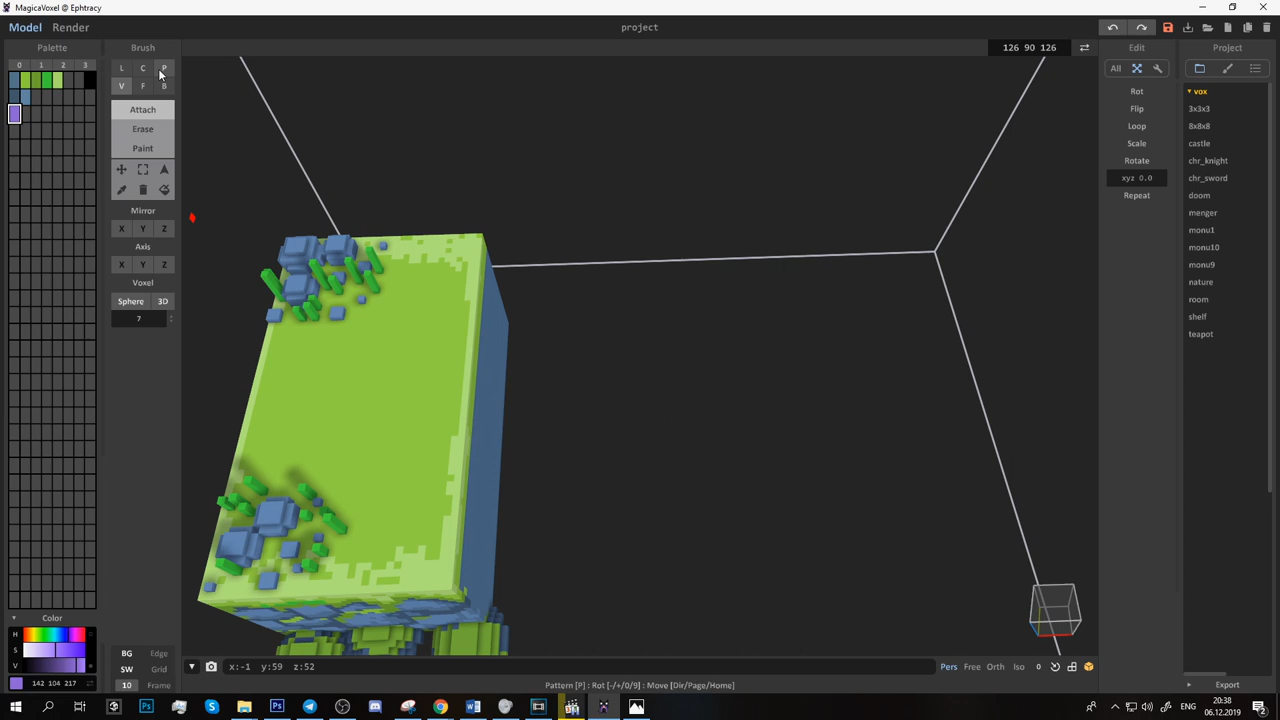 MagicaVoxel @ Ephtracy
Model Render
project
Palette
Brush
126 90 126
Edit
Project
0 1 2 3
L C P
V F B
Attach
Erase
Paint
Mirror
X Y Z
Axis
X Y Z
Voxel
Sphere 3D
7
All
Rot
Flip
Loop
Scale
Rotate
xyz 0.0
Repeat
vox
3x3x3
8x8x8
castle
chr_knight
chr_sword
doom
menger
monu1
monu10
monu9
nature
room
shelf
teapot
Color
H
S
V
142 104 217
BG Edge
SW Grid
10 Frame
x:-1 y:59 z:52
Pers Free Orth Iso 0
Pattern [P] : Rot [-/+/0/9] : Move [Dir/Page/Home]
Export
ENG
20:38
06.12.2019